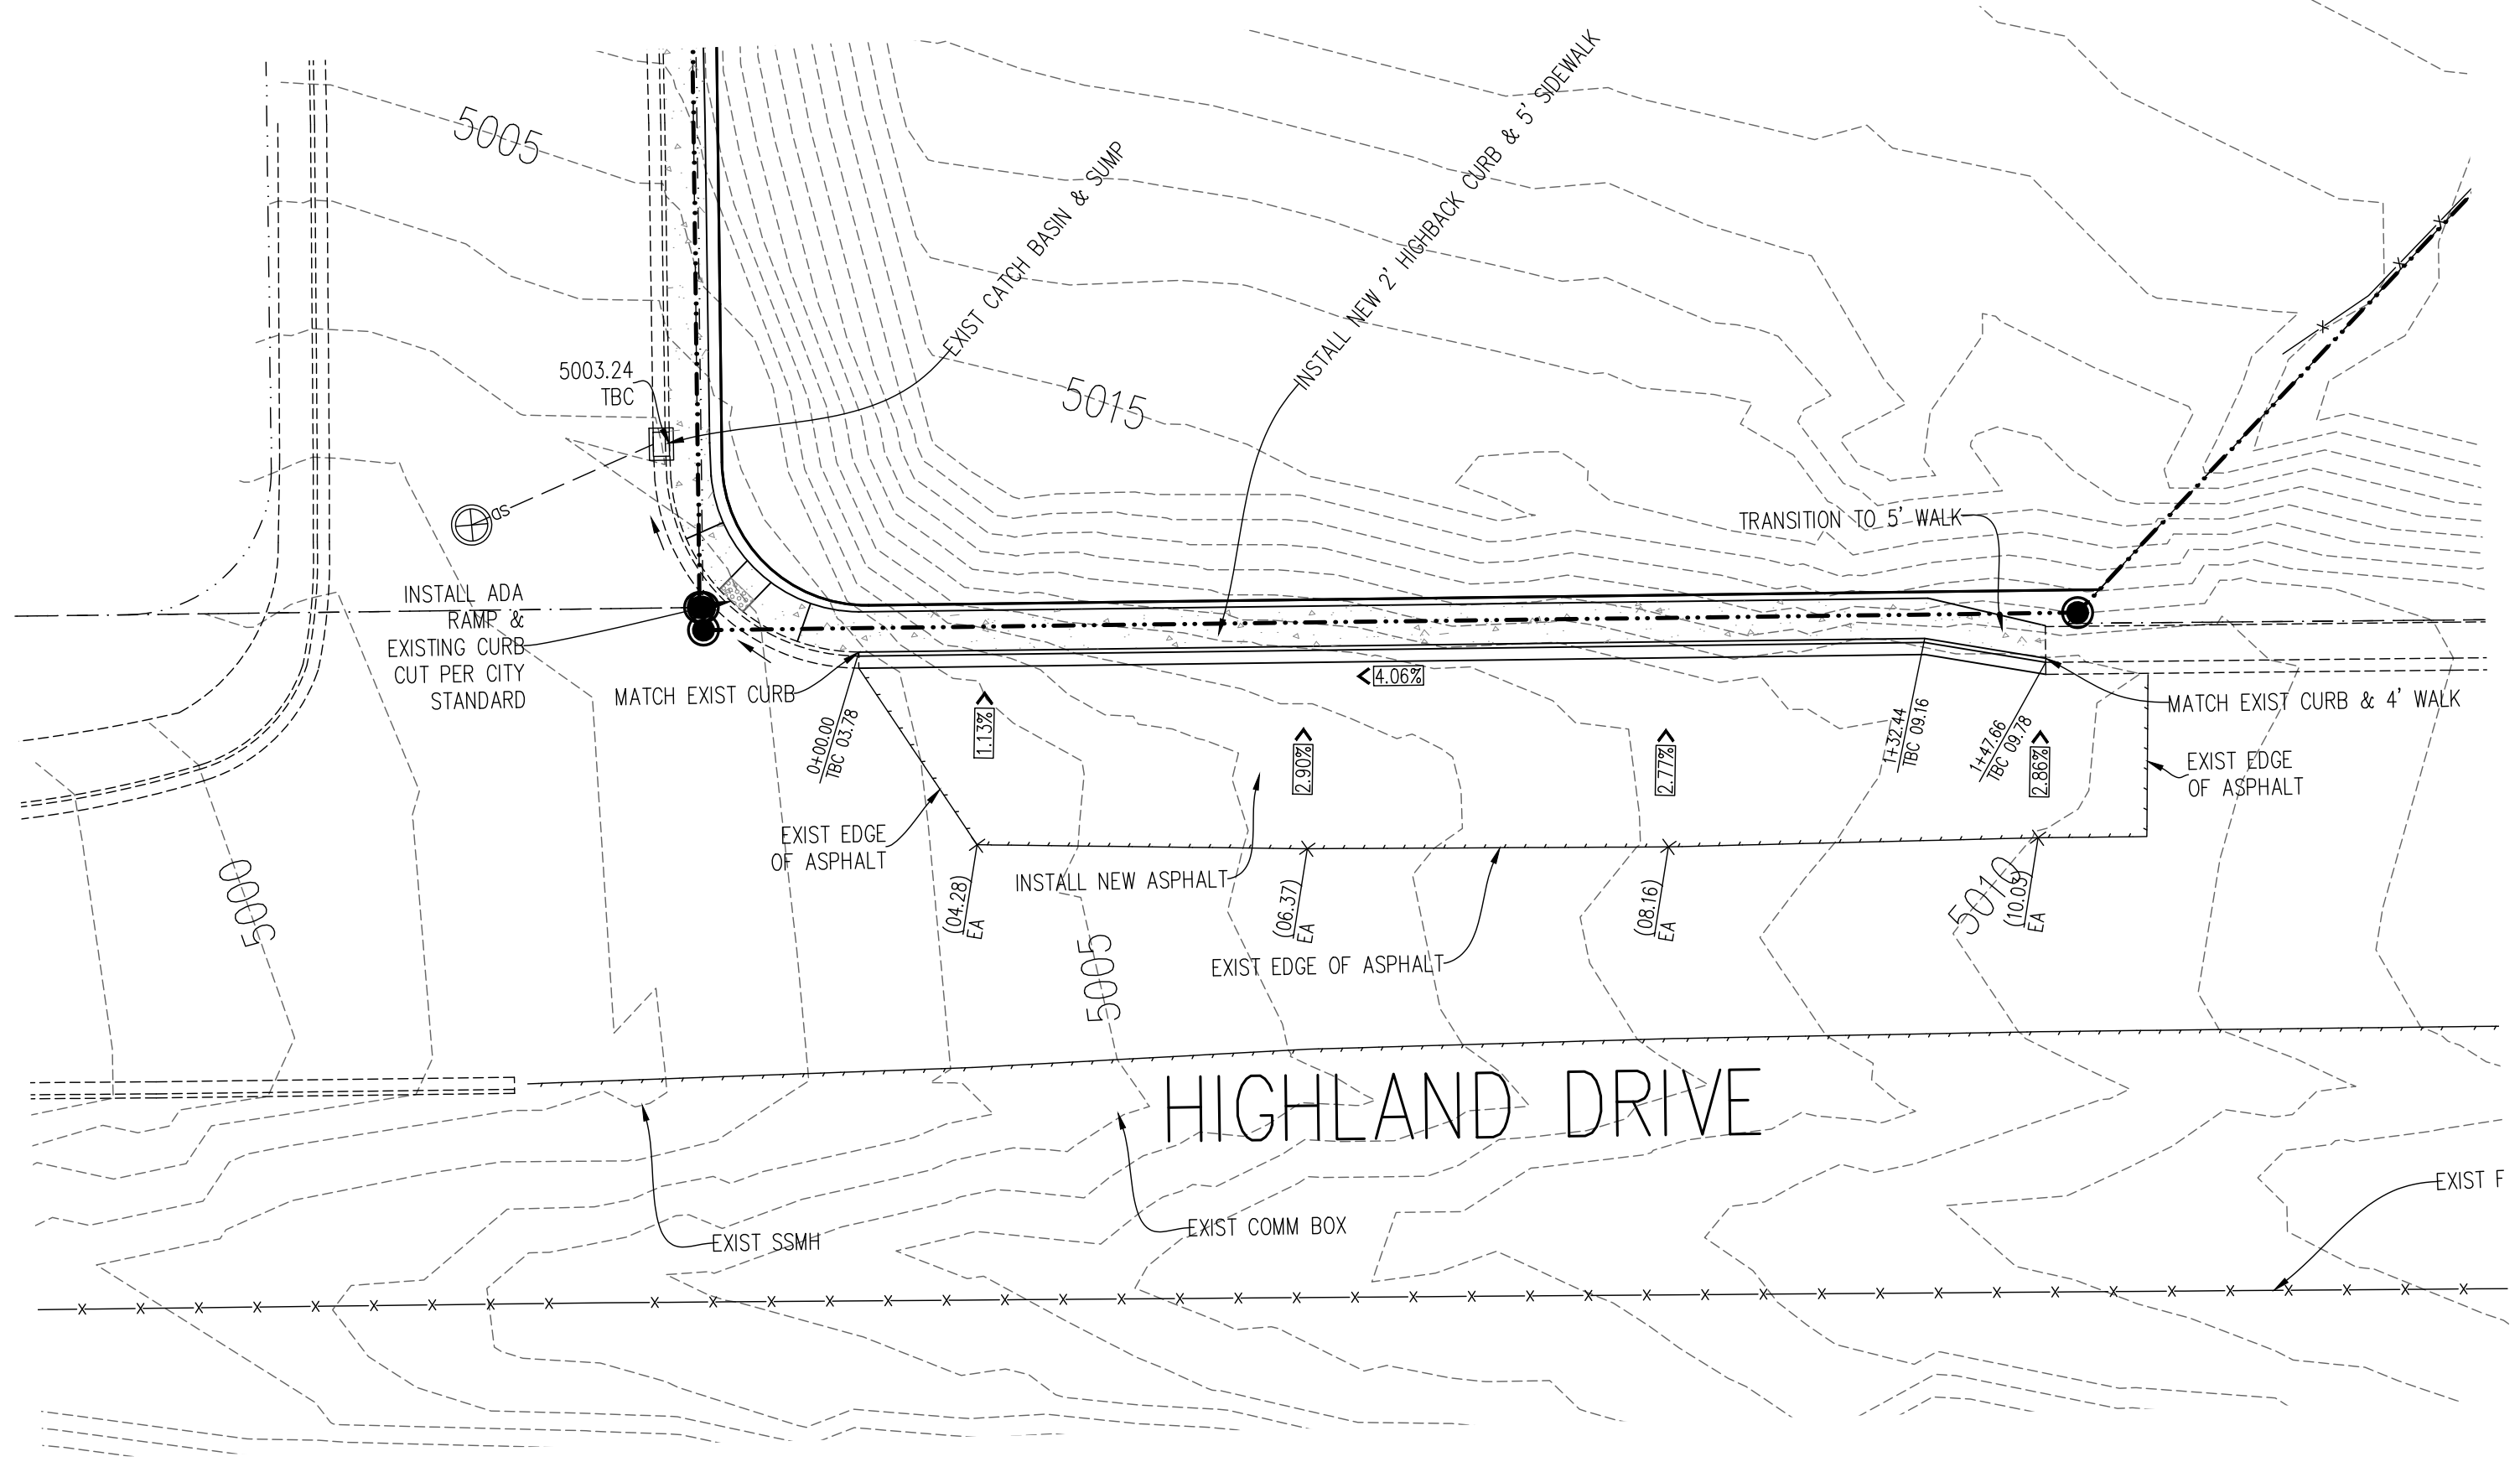 5005
EXIST CATCH BASIN & SUMP
INSTALL NEW 2' HIGHBACK CURB & 5' SIDEWALK
5003.24
TBC
5015
SD
TRANSITION TO 5' WALK
INSTALL ADA
RAMP &
EXISTING CURB
CUT PER CITY
STANDARD
MATCH EXIST CURB
4.06%
MATCH EXIST CURB & 4' WALK
0+00.00
TBC 03.78
1.13%
2.90%
2.77%
1+32.44
TBC 09.16
1+47.66
TBC 09.78
2.86%
EXIST EDGE
OF ASPHALT
EXIST EDGE
OF ASPHALT
INSTALL NEW ASPHALT
5000
(04.28)
EA
(06.37)
EA
(08.16)
EA
5010
(10.03)
EA
5005
EXIST EDGE OF ASPHALT
HIGHLAND DRIVE
EXIST SSMH
EXIST COMM BOX
EXIST F